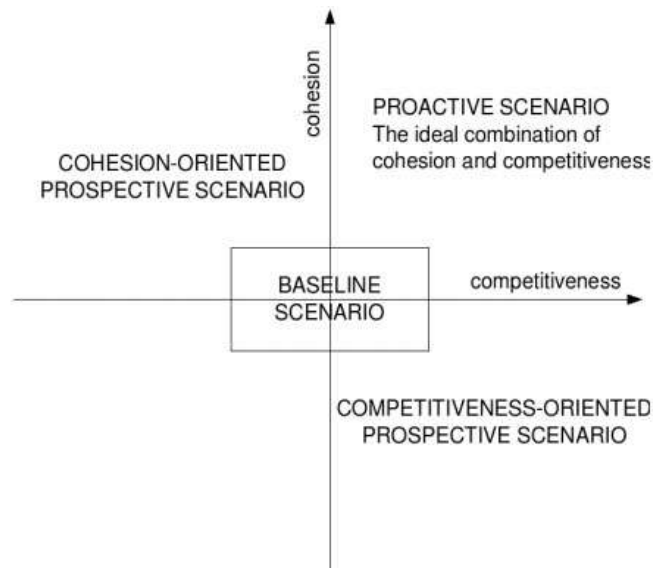 cohesion
PROACTIVE SCENARIO
The ideal combination of
cohesion and competitiveness
COHESION-ORIENTED
PROSPECTIVE SCENARIO
BASELINE
SCENARIO
competitiveness
COMPETITIVENESS-ORIENTED
PROSPECTIVE SCENARIO